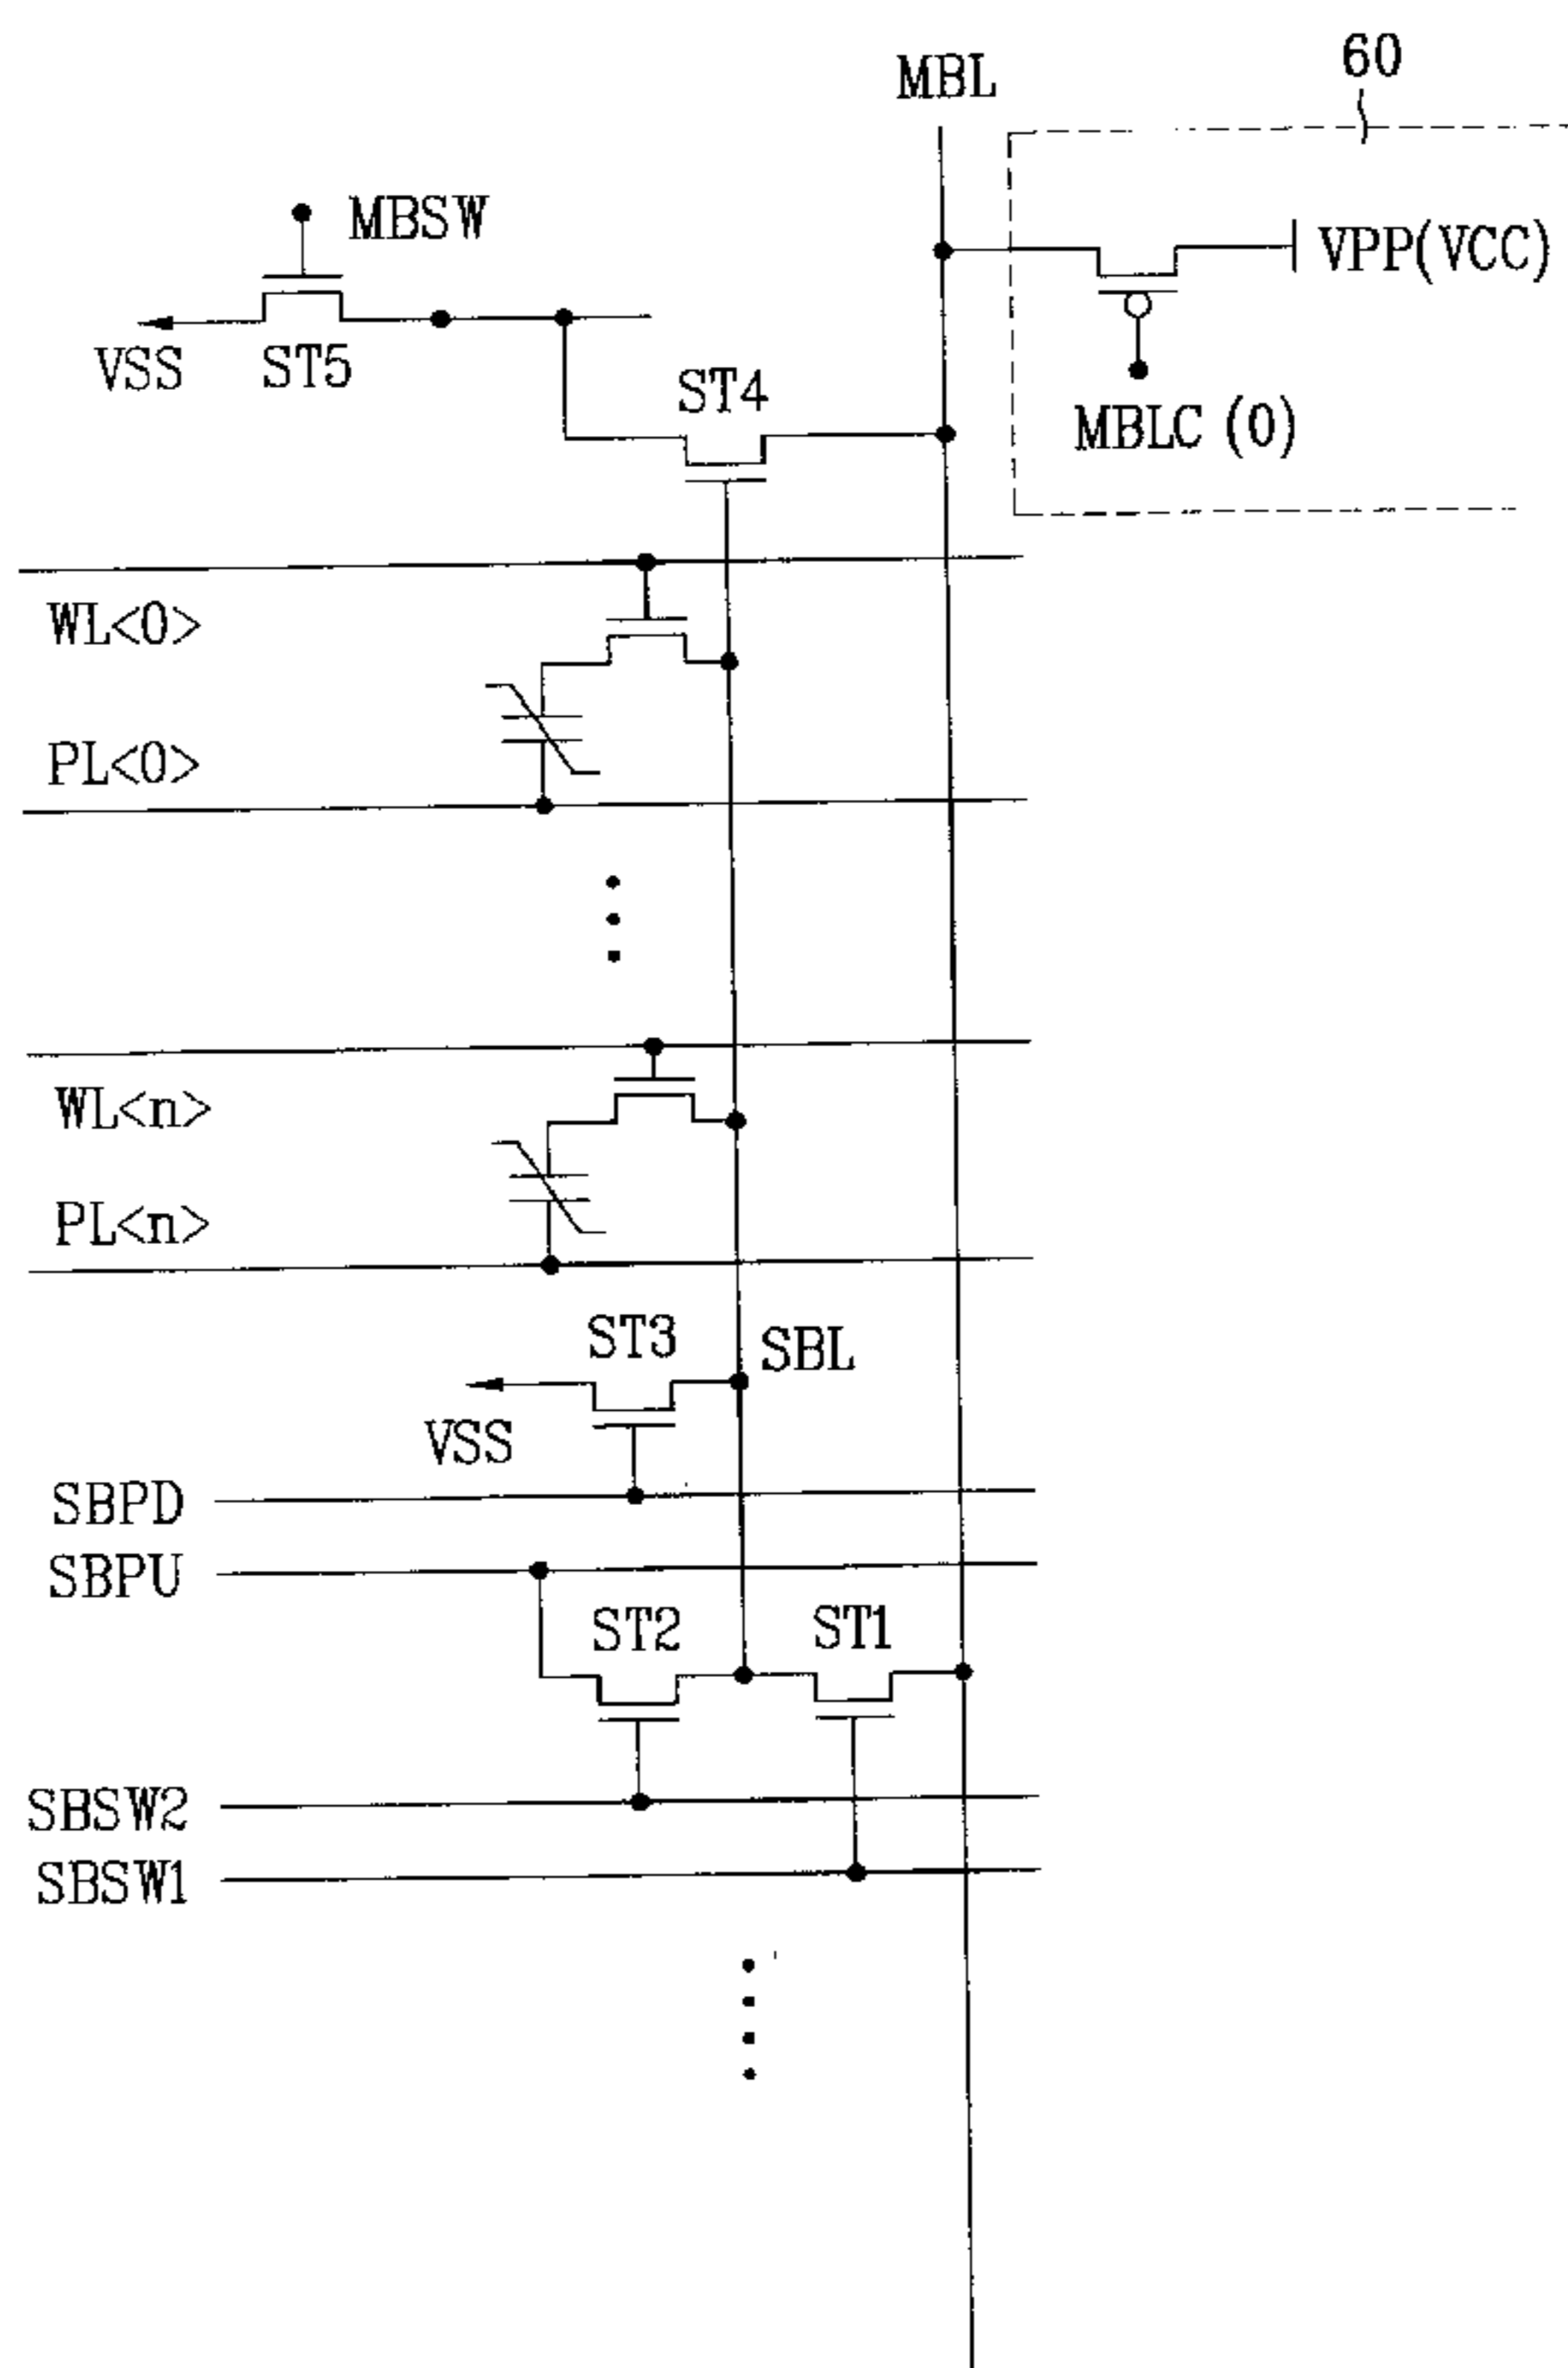 60
MBL
MBSW
VPP(VCC)
VSS
ST5
ST4
MBLC (0)
WL<0>
PL<0>
WL<n>
PL<n>
ST3
SBL
VSS
SBPD
SBPU
ST2
ST1
SBSW2
SBSW1